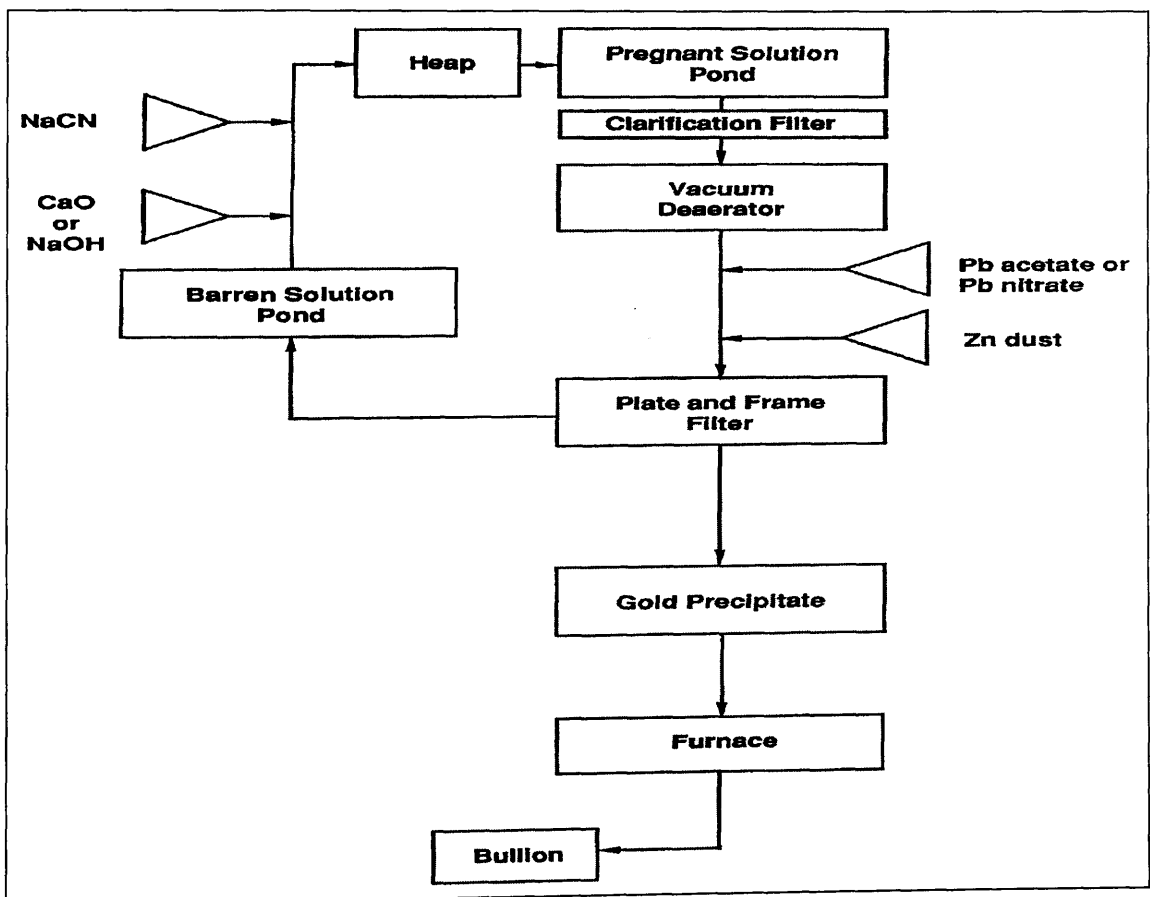 Heap
Pregnant Solution
Pond
NaCN
Clarification Filter
CaO
or
NaOH
Vacuum
Deaerator
Barren Solution
Pond
Pb acetate or
Pb nitrate
Zn dust
Plate and Frame
Filter
Gold Precipitate
Furnace
Bullion